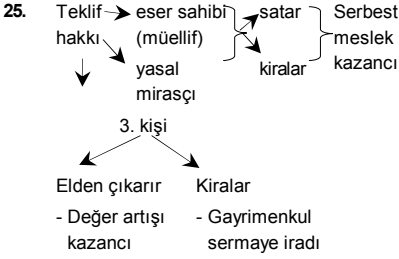 25. Teklif eser sahibi satar Serbest
hakkı (müellif) meslek
yasal kiralar kazancı
mirasçı
3. kişi
Elden çıkarır Kiralar
- Değer artışı - Gayrimenkul
kazancı sermaye iradı